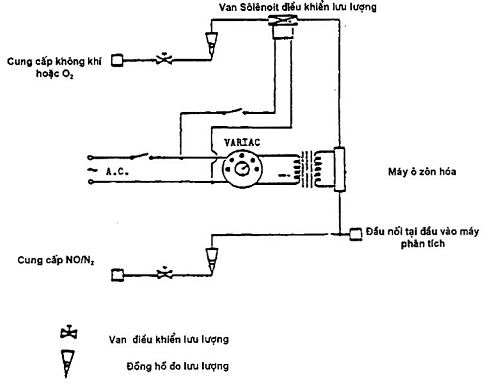 Van Sôlênoit điều khiển lưu lượng
Cung cấp không khí
hoặc O₂
VARIAC
~ A.C.
Máy ô zôn hóa
Đầu nối tại đầu vào máy
phân tích
Cung cấp NO/N₂
Van điều khiển lưu lượng
Đồng hồ đo lưu lượng